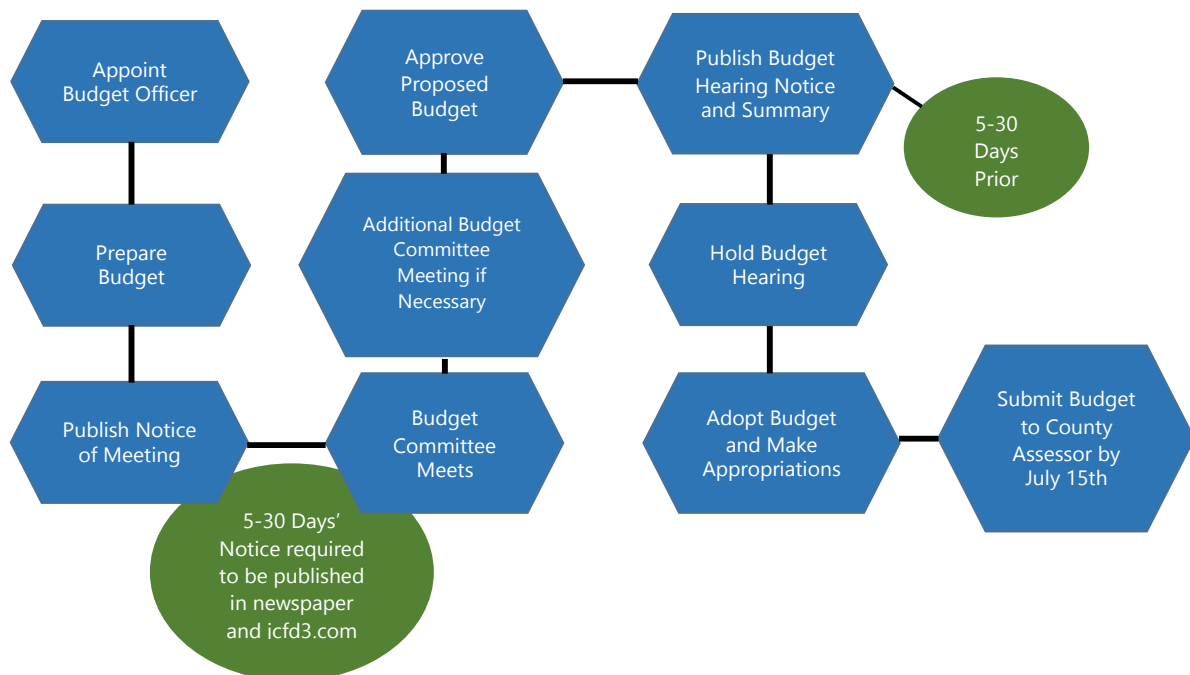 Appoint
Budget Officer
Prepare
Budget
Publish Notice
of Meeting
5-30 Days’
Notice required
to be published
in newspaper
and jcfd3.com
Budget
Committee
Meets
Additional Budget
Committee
Meeting if
Necessary
Approve
Proposed
Budget
Publish Budget
Hearing Notice
and Summary
5-30
Days
Prior
Hold Budget
Hearing
Adopt Budget
and Make
Appropriations
Submit Budget
to County
Assessor by
July 15th